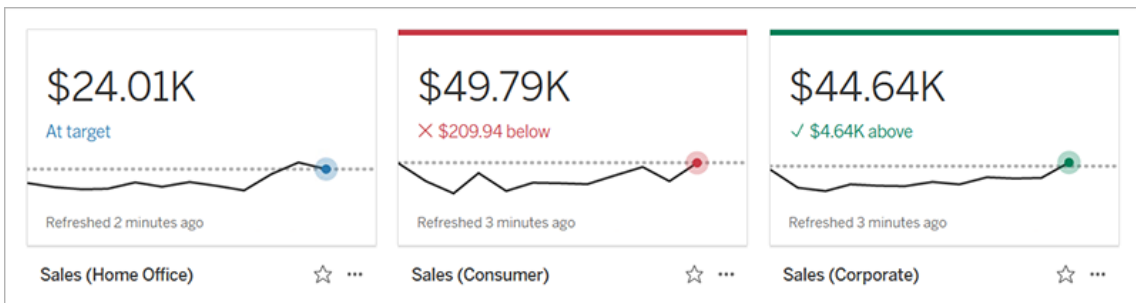 $24.01K
At target
Refreshed 2 minutes ago
Sales (Home Office)
$49.79K
$209.94 below
Refreshed 3 minutes ago
Sales (Consumer)
$44.64K
$4.64K above
Refreshed 3 minutes ago
Sales (Corporate)